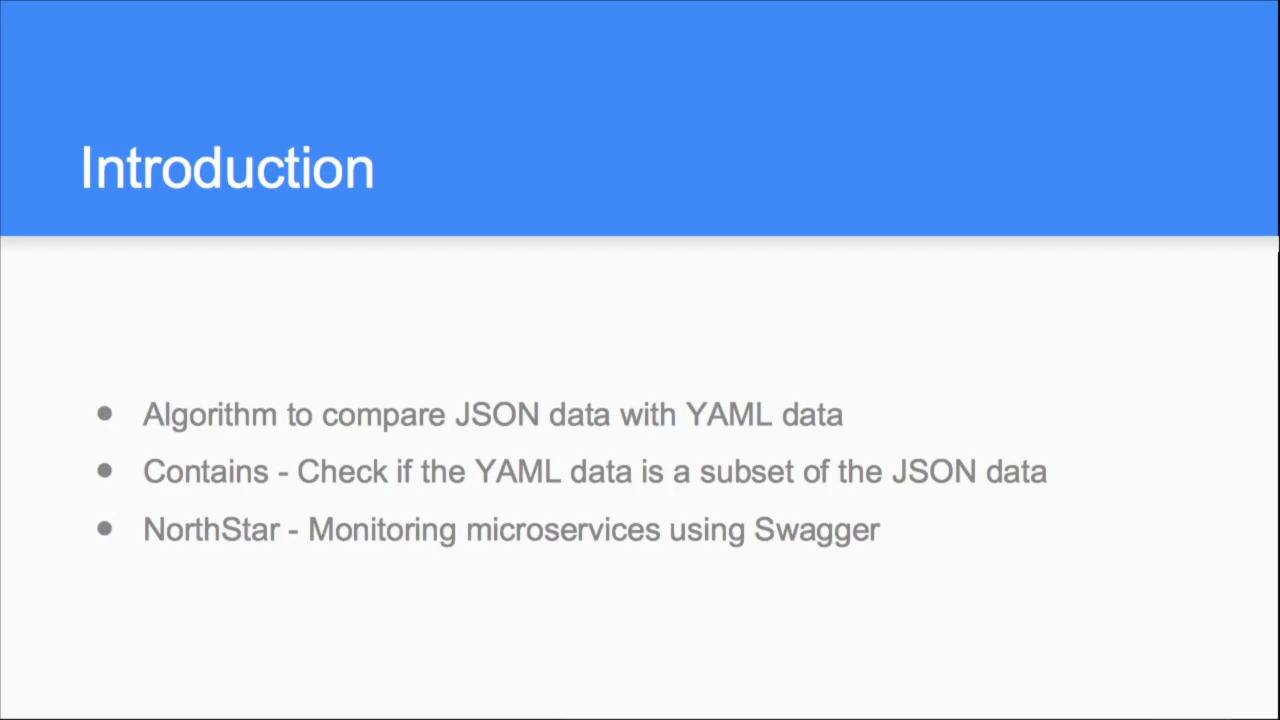 Introduction
● Algorithm to compare JSON data with YAML data
● Contains - Check if the YAML data is a subset of the JSON data
● NorthStar - Monitoring microservices using Swagger